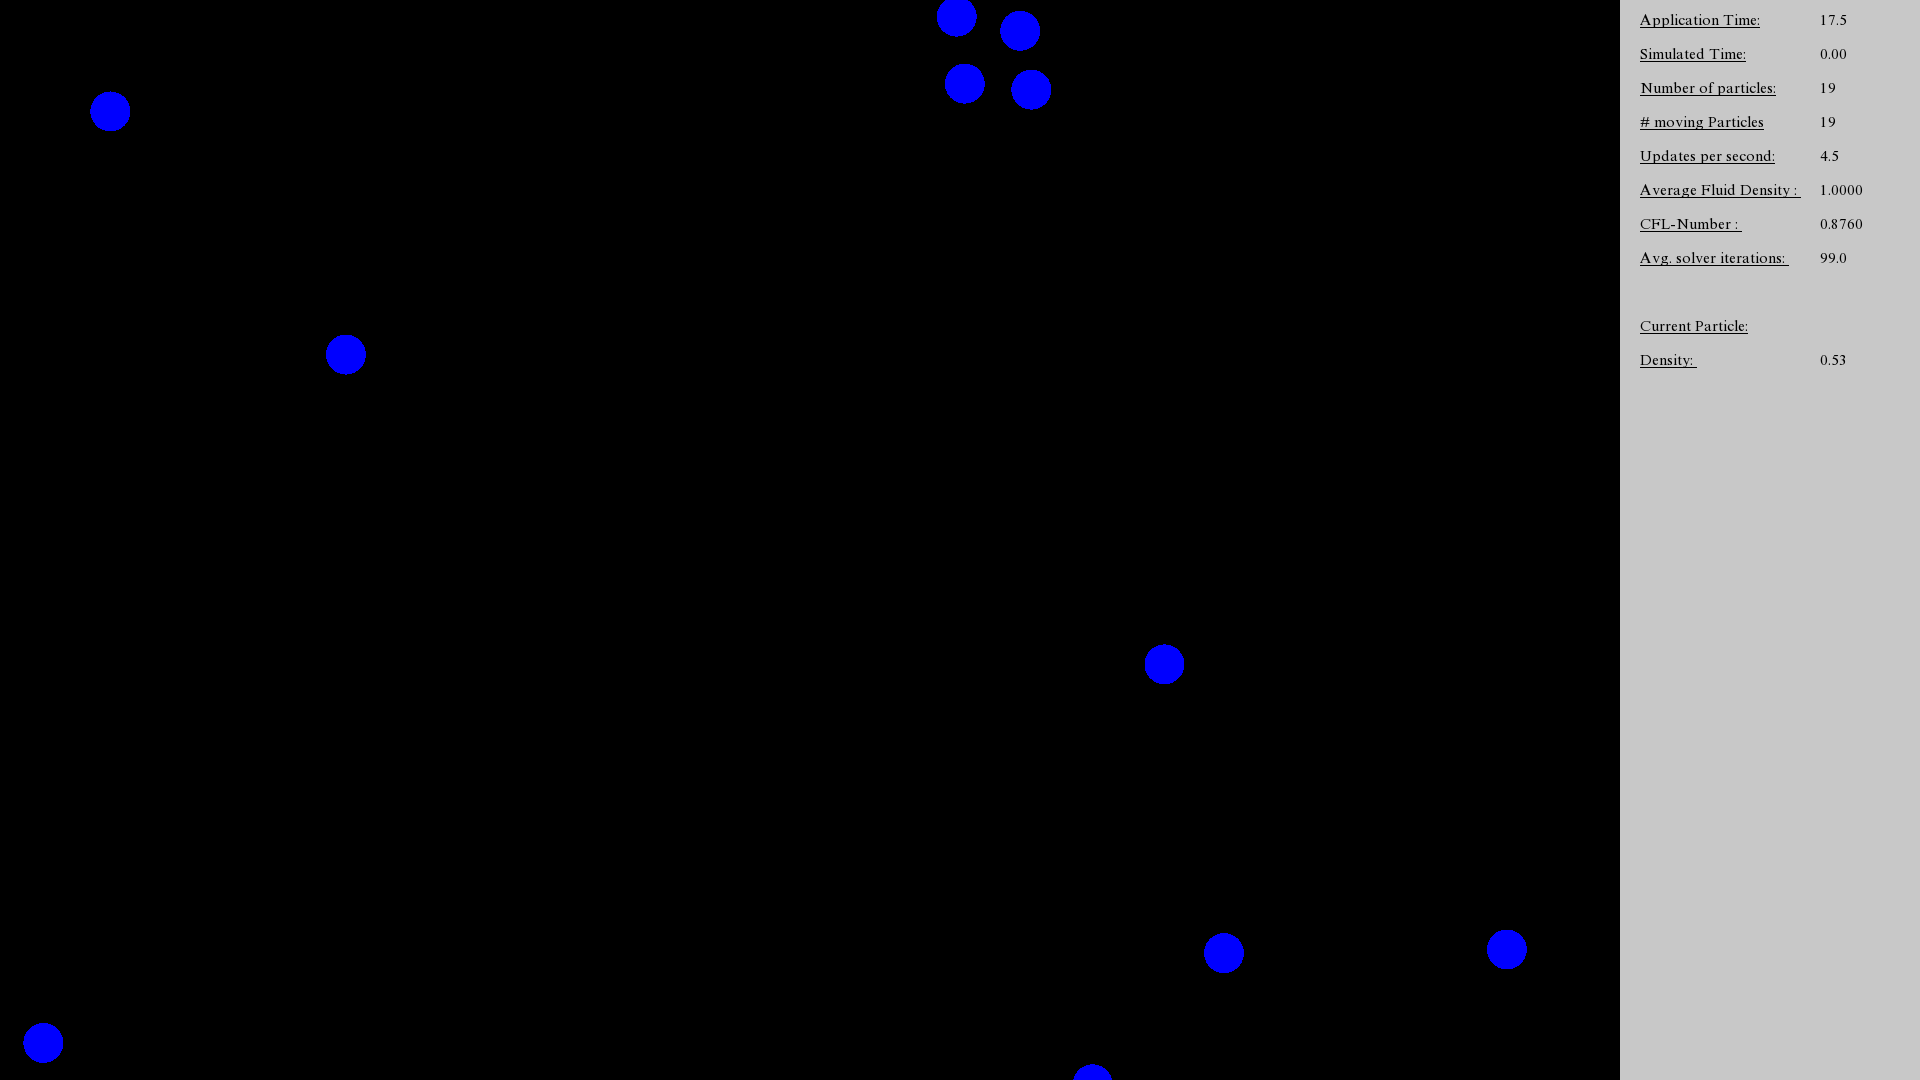 Application Time: 17.5
Simulated Time: 0.00
Number of particles: 19
# moving Particles 19
Updates per second: 4.5
Average Fluid Density : 1.0000
CFL-Number : 0.8760
Avg. solver iterations: 99.0
Current Particle:
Density: 0.53